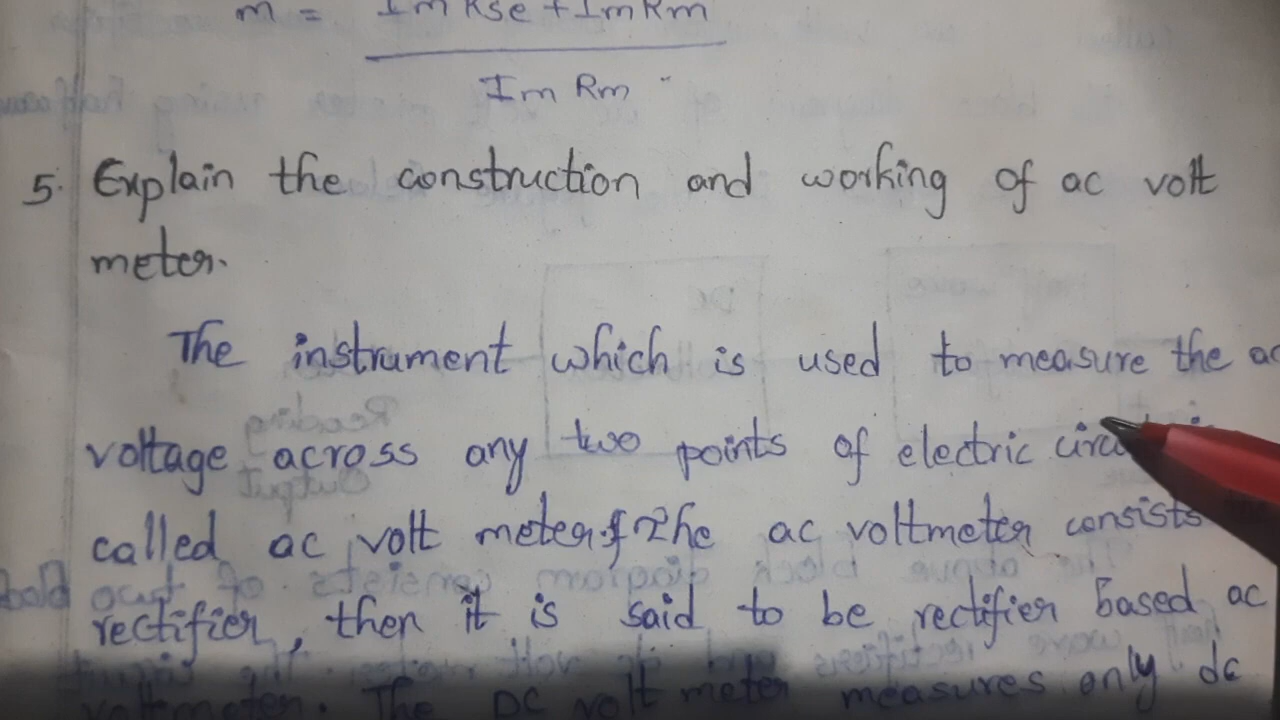 m = Im Rse + Im Rm
Im Rm
5. Explain the construction and working of ac volt
meter.
The instrument which is used to measure the ac
voltage across any two points of electric
called ac volt meter. If the ac voltmeter consists
rectifier, then it is said to be rectifier based ac
voltmeter. The DC volt meter measures only dc